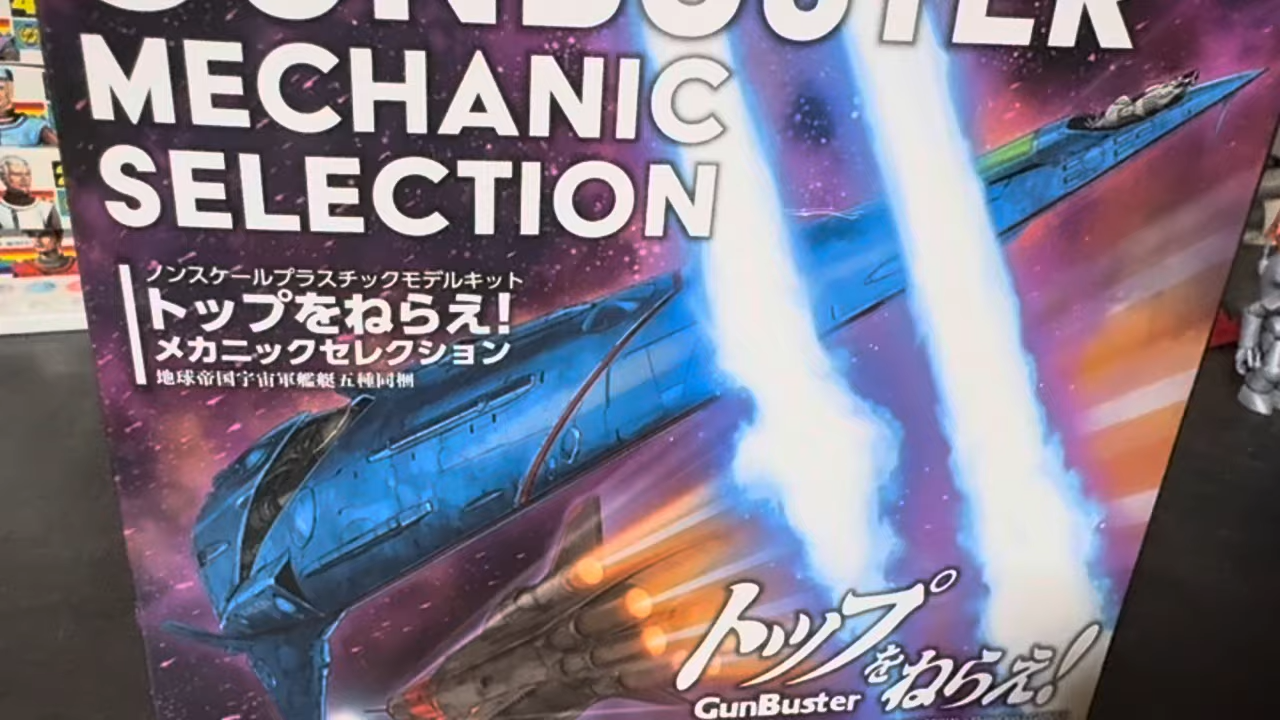 GUNBUSTER
MECHANIC
SELECTION
ノンスケールプラスチックモデルキット
トップをねらえ!
メカニックセレクション
地球帝国宇宙軍艦艇五種同梱
トップをねらえ!
GunBuster